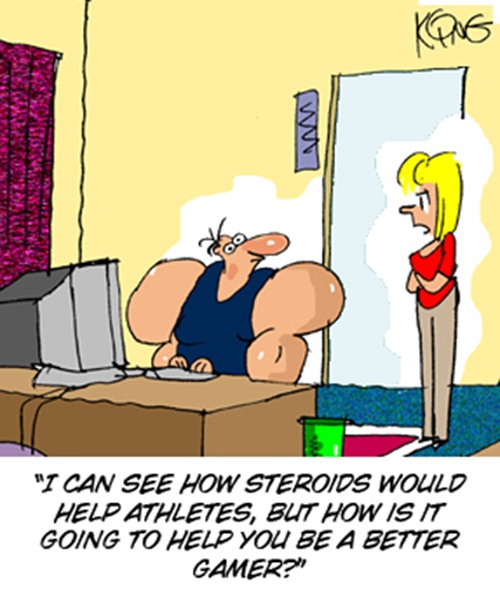 KONG
"I CAN SEE HOW STEROIDS WOULD
HELP ATHLETES, BUT HOW IS IT
GOING TO HELP YOU BE A BETTER
GAMER?"